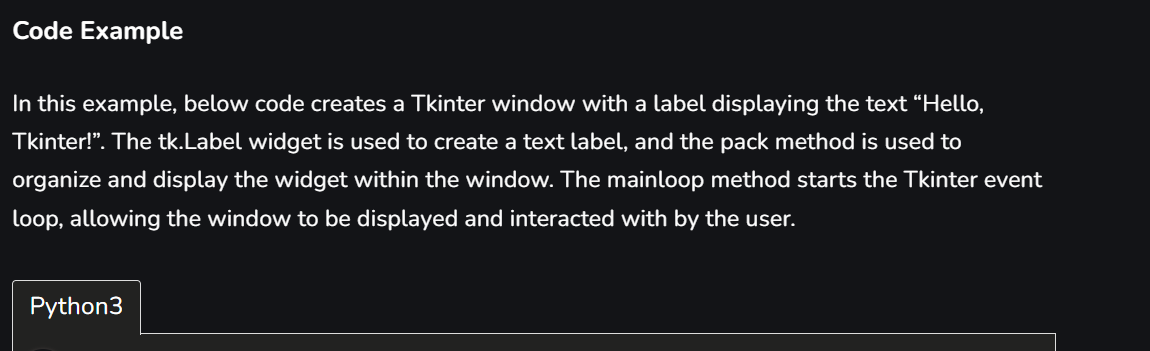 Code Example
In this example, below code creates a Tkinter window with a label displaying the text “Hello,
Tkinter!”. The tk.Label widget is used to create a text label, and the pack method is used to
organize and display the widget within the window. The mainloop method starts the Tkinter event
loop, allowing the window to be displayed and interacted with by the user.
Python3